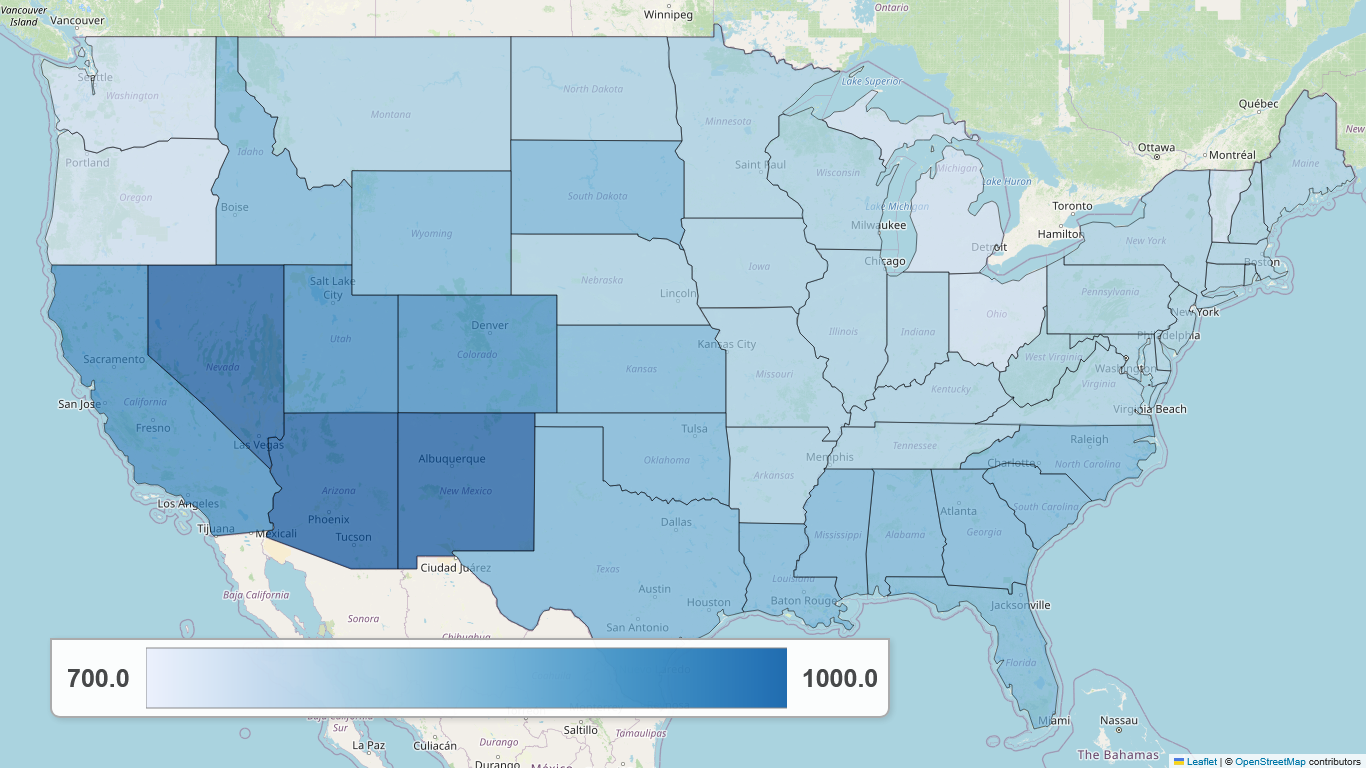 Vancouver
Island
Vancouver
Winnipeg
Ontario
Seattle
Washington
Montana
North Dakota
Minnesota
Lake Superior
Québec
New
Ottawa
Montréal
Portland
Oregon
Idaho
Boise
Saint Paul
Wisconsin
Michigan
Lake Huron
Maine
Wyoming
South Dakota
Lake Michigan
Milwaukee
Toronto
Hamilton
New York
Detroit
Chicago
Boston
Salt Lake
City
Nebraska
Lincoln
Iowa
Pennsylvania
New York
Denver
Utah
Colorado
Illinois
Indiana
Ohio
Philadelphia
Sacramento
Nevada
Kansas City
Kansas
Missouri
West Virginia
Washington
Virginia
Kentucky
San Jose
California
Fresno
Virginia Beach
Las Vegas
Tulsa
Oklahoma
Tennessee
Memphis
Raleigh
Charlotte
North Carolina
Albuquerque
New Mexico
Arizona
Phoenix
Tucson
Arkansas
Los Angeles
Tijuana
Mexicali
Dallas
Atlanta
South Carolina
Mississippi
Alabama
Georgia
Ciudad Juárez
Texas
Austin
Houston
Louisiana
Baton Rouge
Jacksonville
Baja California
Sonora
Chihuahua
San Antonio
Florida
700.0
1000.0
Miami
Nassau
Baja California
Sur
La Paz
Culiacán
Durango
Durango
Saltillo
Tamaulipas
México
The Bahamas
Leaflet | © OpenStreetMap contributors